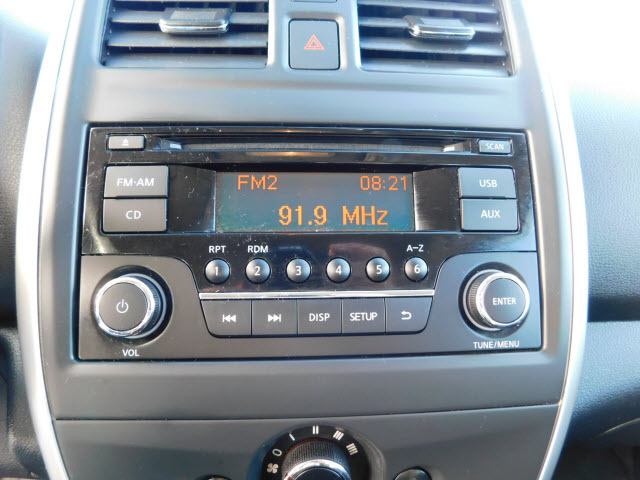 SCAN
FM·AM
FM2 08:21
USB
CD
91.9 MHz
AUX
RPT RDM A-Z
1 2 3 4 5 6
ENTER
DISP SETUP
VOL
TUNE/MENU
0